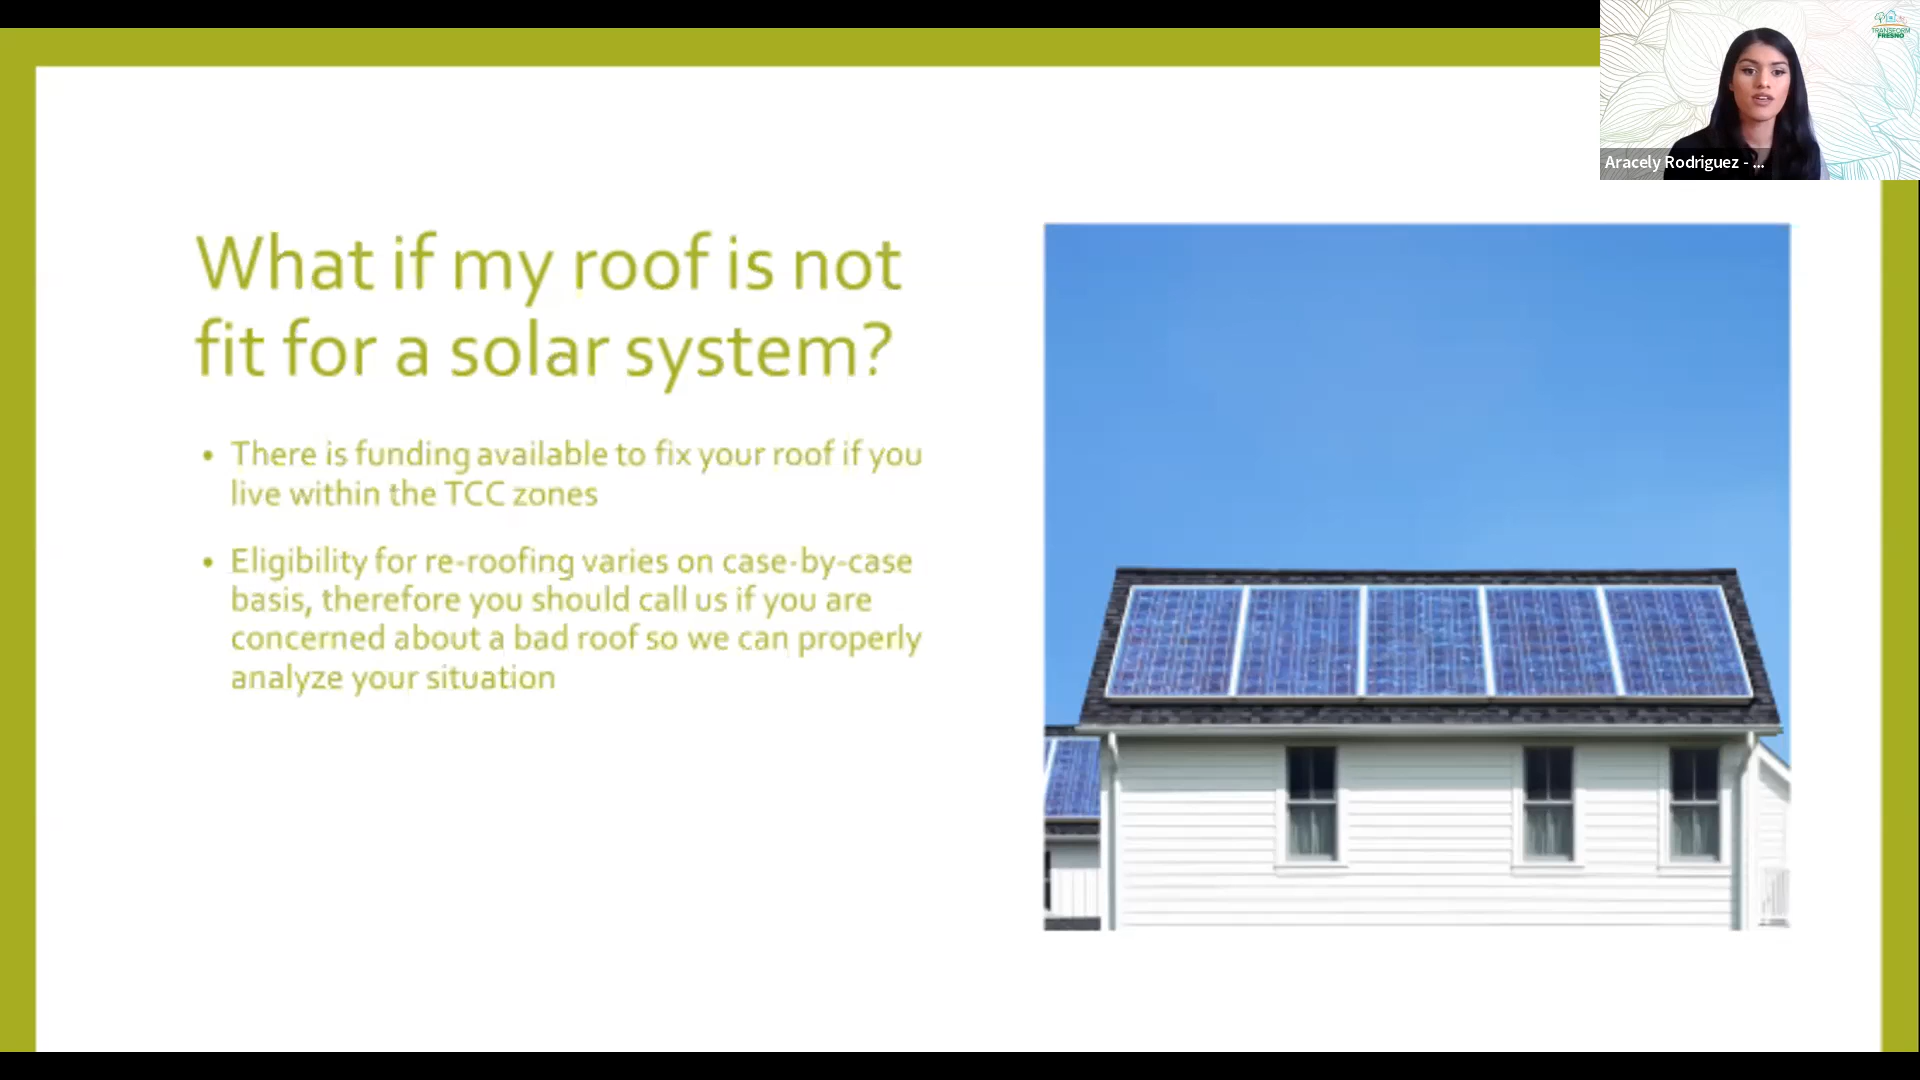 TRANSFORM
FRESNO
Aracely Rodriguez - ...
What if my roof is not
fit for a solar system?
• There is funding available to fix your roof if you
live within the TCC zones
• Eligibility for re-roofing varies on case-by-case
basis, therefore you should call us if you are
concerned about a bad roof so we can properly
analyze your situation